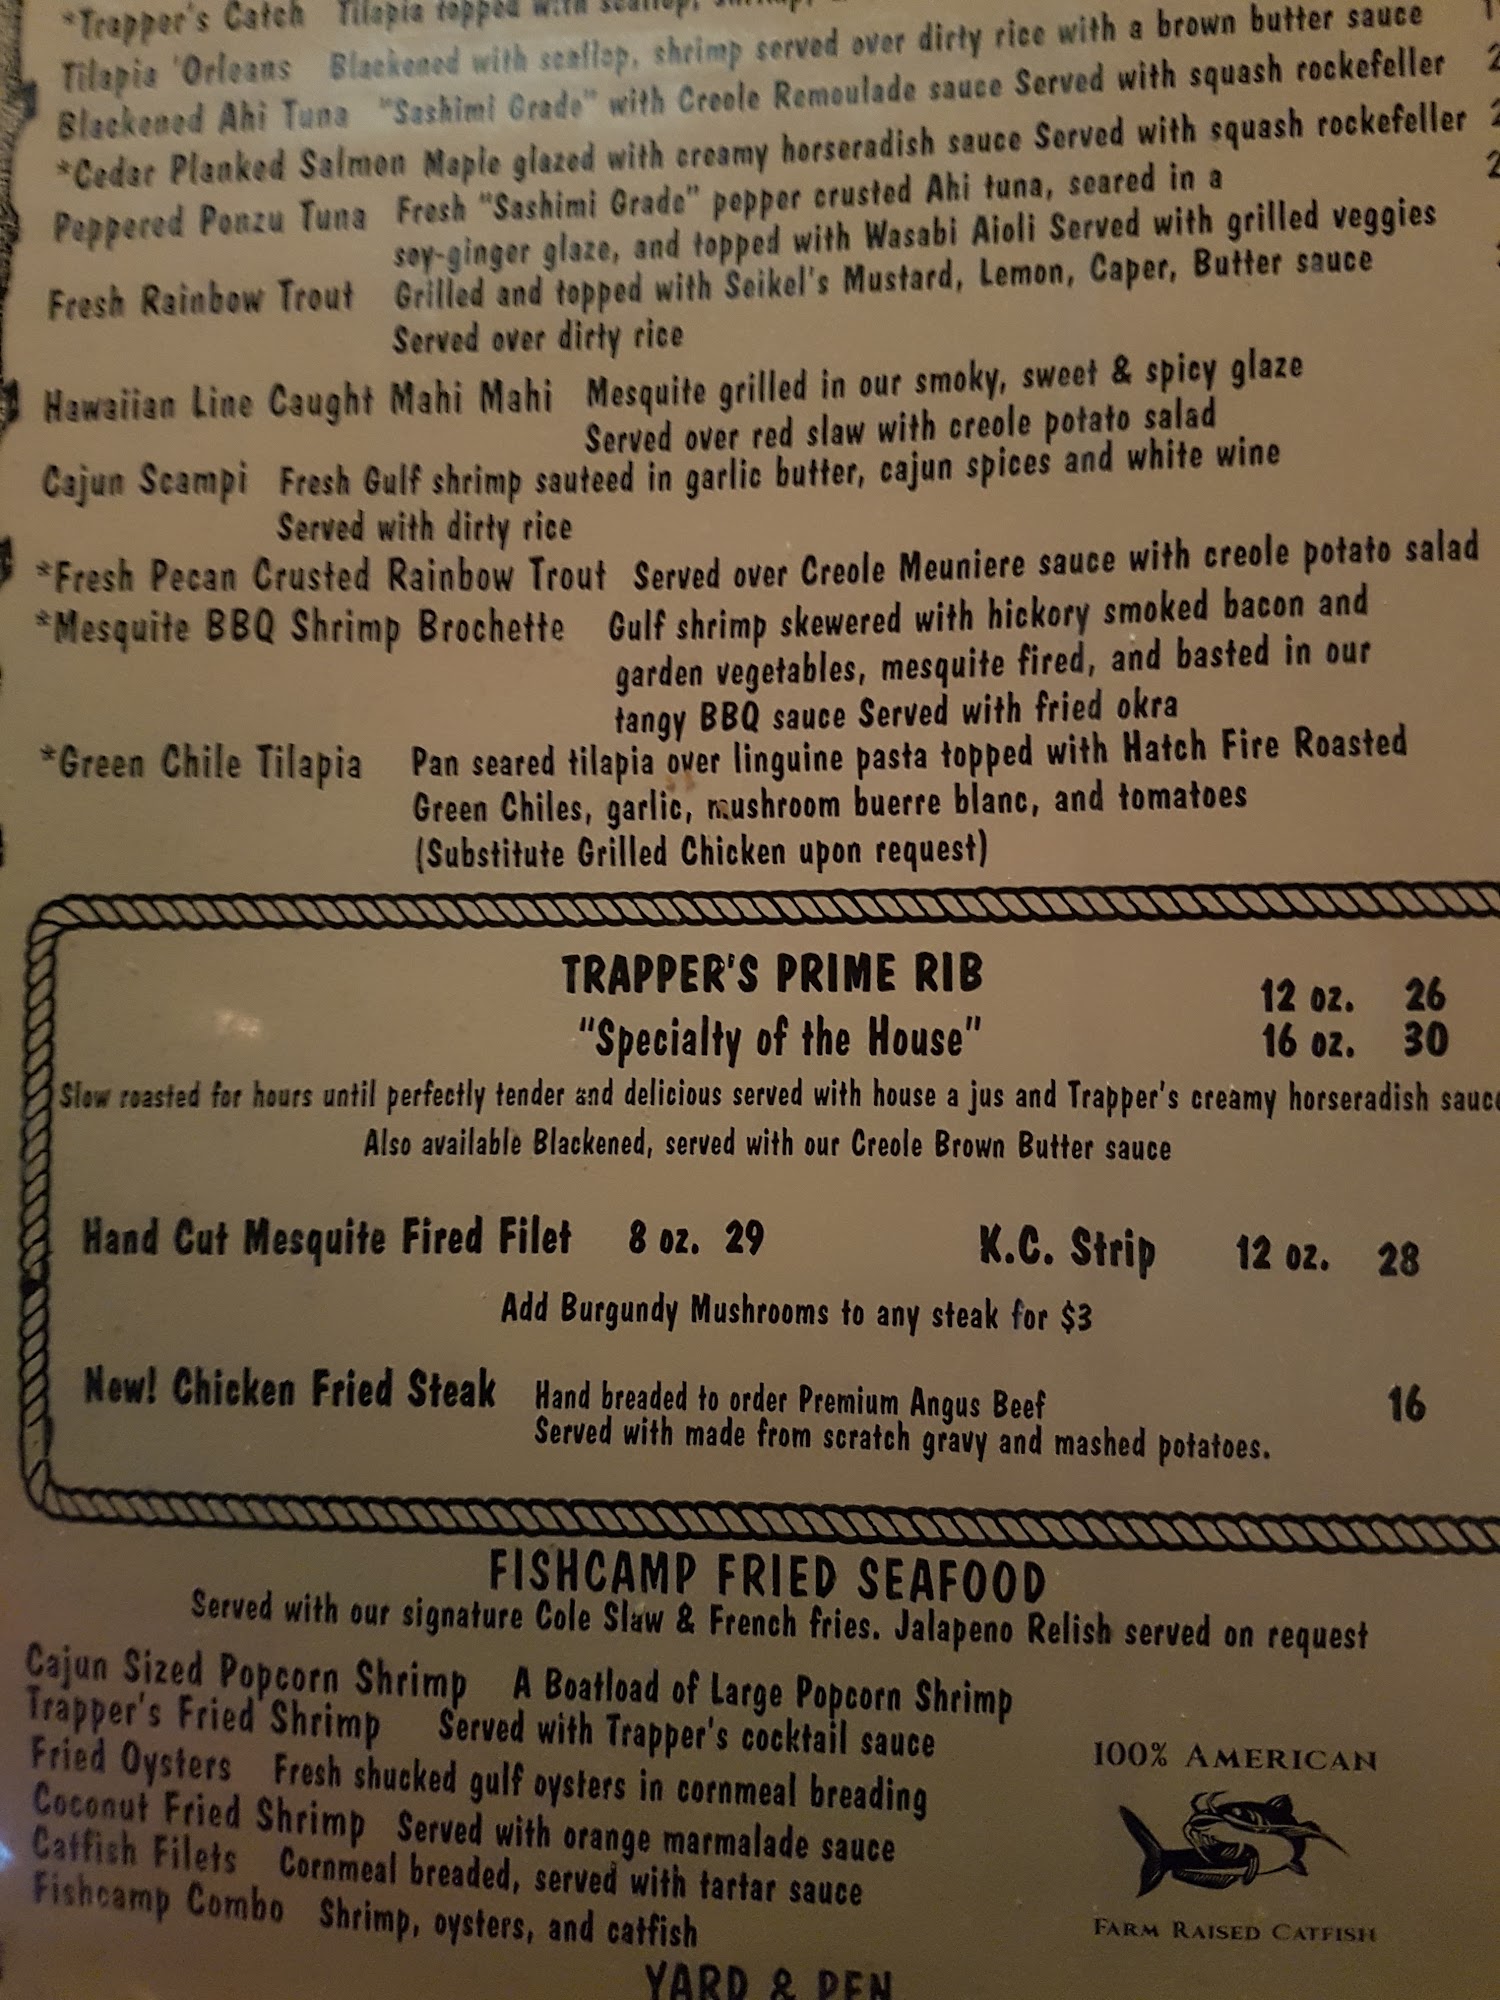 *Trapper's Catch Tilapia topped with scallop, shrimp,
Tilapia 'Orleans Blackened with scallop, shrimp served over dirty rice with a brown butter sauce
Blackened Ahi Tuna "Sashimi Grade" with Creole Remoulade sauce Served with squash rockefeller
*Cedar Planked Salmon Maple glazed with creamy horseradish sauce Served with squash rockefeller
Peppered Ponzu Tuna Fresh "Sashimi Grade" pepper crusted Ahi tuna, seared in a
soy-ginger glaze, and topped with Wasabi Aioli Served with grilled veggies
Fresh Rainbow Trout Grilled and topped with Seikel's Mustard, Lemon, Caper, Butter sauce
Served over dirty rice
Hawaiian Line Caught Mahi Mahi Mesquite grilled in our smoky, sweet & spicy glaze
Served over red slaw with creole potato salad
Cajun Scampi Fresh Gulf shrimp sauteed in garlic butter, cajun spices and white wine
Served with dirty rice
*Fresh Pecan Crusted Rainbow Trout Served over Creole Meuniere sauce with creole potato salad
*Mesquite BBQ Shrimp Brochette Gulf shrimp skewered with hickory smoked bacon and
garden vegetables, mesquite fired, and basted in our
tangy BBQ sauce Served with fried okra
*Green Chile Tilapia Pan seared tilapia over linguine pasta topped with Hatch Fire Roasted
Green Chiles, garlic, mushroom buerre blanc, and tomatoes
(Substitute Grilled Chicken upon request)
TRAPPER'S PRIME RIB 12 oz. 26
"Specialty of the House" 16 oz. 30
Slow roasted for hours until perfectly tender and delicious served with house a jus and Trapper's creamy horseradish sauce
Also available Blackened, served with our Creole Brown Butter sauce
Hand Cut Mesquite Fired Filet 8 oz. 29 K.C. Strip 12 oz. 28
Add Burgundy Mushrooms to any steak for $3
New! Chicken Fried Steak Hand breaded to order Premium Angus Beef 16
Served with made from scratch gravy and mashed potatoes.
FISHCAMP FRIED SEAFOOD
Served with our signature Cole Slaw & French fries. Jalapeno Relish served on request
Cajun Sized Popcorn Shrimp A Boatload of Large Popcorn Shrimp
Trapper's Fried Shrimp Served with Trapper's cocktail sauce
Fried Oysters Fresh shucked gulf oysters in cornmeal breading
Coconut Fried Shrimp Served with orange marmalade sauce
Catfish Filets Cornmeal breaded, served with tartar sauce
Fishcamp Combo Shrimp, oysters, and catfish
100% AMERICAN
FARM RAISED CATFISH
YARD & PEN